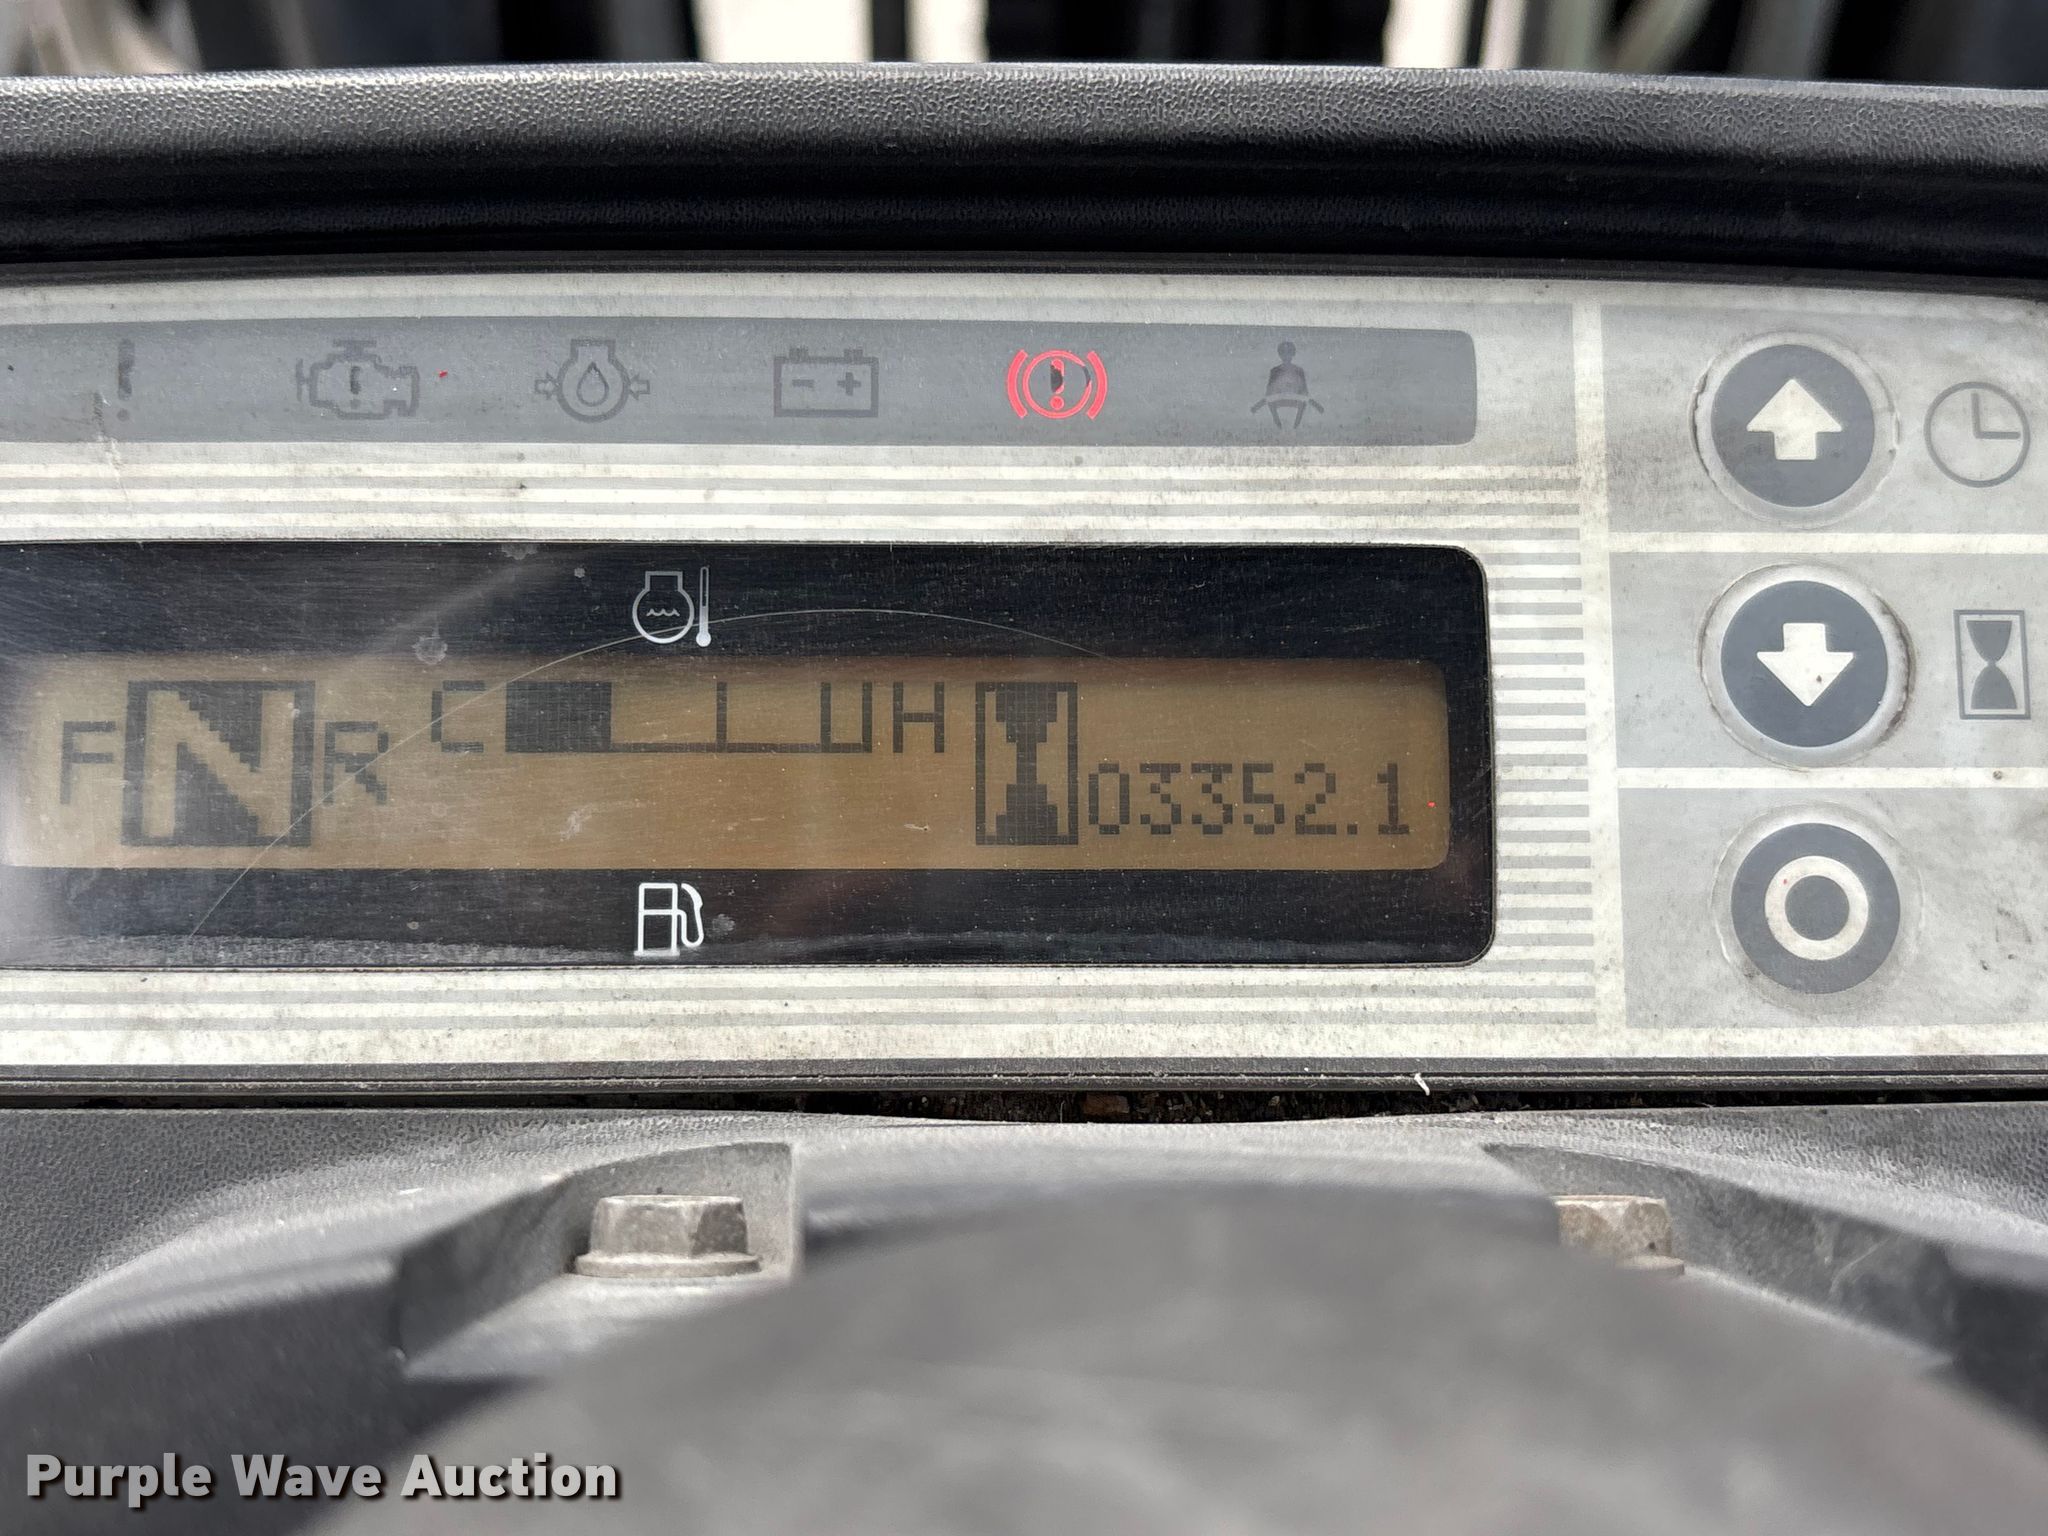 F N R C H 03352.1
Purple Wave Auction